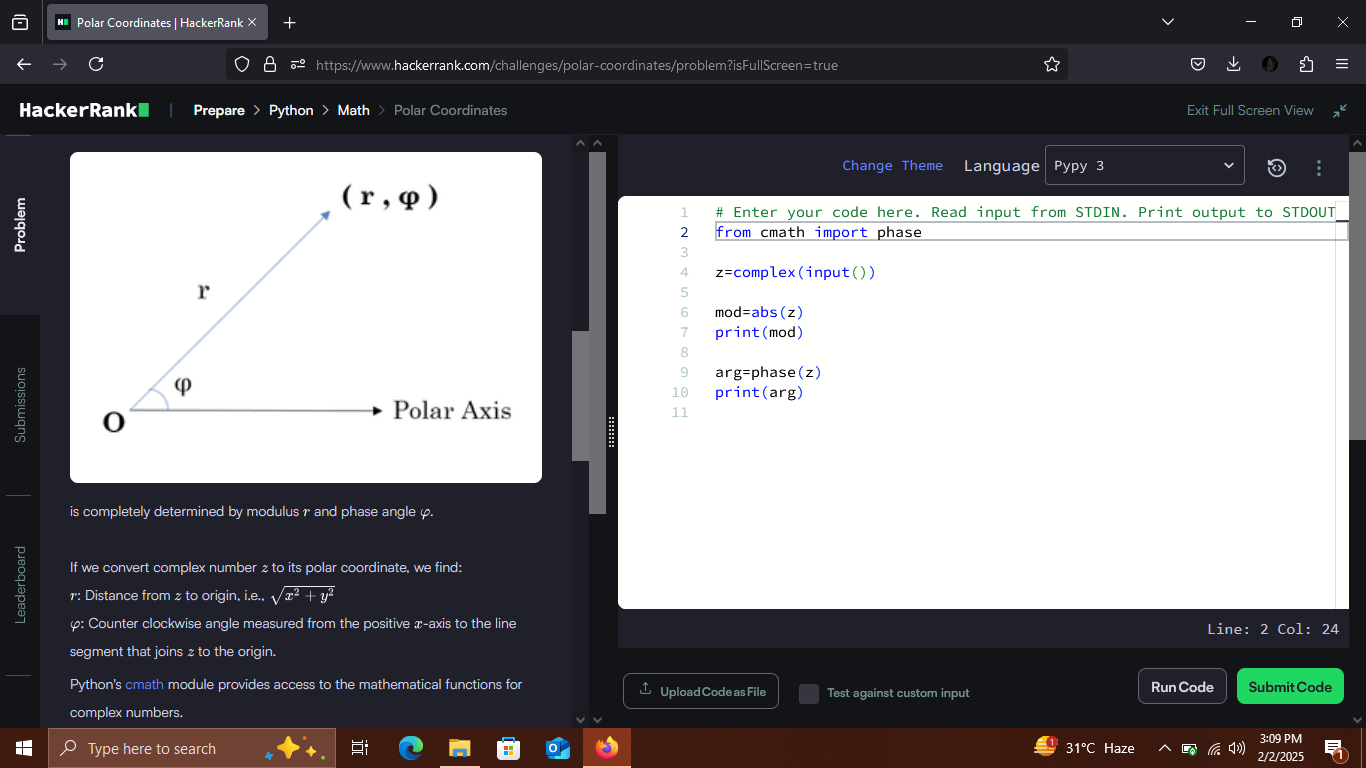 Polar Coordinates | HackerRank
https://www.hackerrank.com/challenges/polar-coordinates/problem?isFullScreen=true
HackerRank | Prepare > Python > Math > Polar Coordinates Exit Full Screen View
Problem
Submissions
Leaderboard
( r , φ )
r
φ
O
Polar Axis
is completely determined by modulus r and phase angle φ.
If we convert complex number z to its polar coordinate, we find:
r: Distance from z to origin, i.e., √x² + y²
φ: Counter clockwise angle measured from the positive x-axis to the line
segment that joins z to the origin.
Python's cmath module provides access to the mathematical functions for
complex numbers.
Change Theme Language Pypy 3
1 # Enter your code here. Read input from STDIN. Print output to STDOUT
2 from cmath import phase
3
4 z=complex(input())
5
6 mod=abs(z)
7 print(mod)
8
9 arg=phase(z)
10 print(arg)
11
Line: 2 Col: 24
Upload Code as File Test against custom input Run Code Submit Code
Type here to search
31°C Haze
3:09 PM
2/2/2025
1